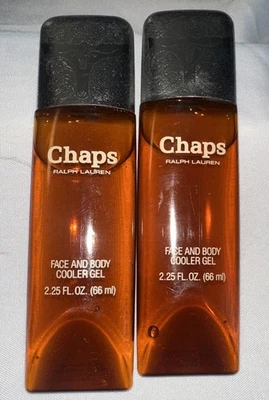 Chaps
RALPH LAUREN
FACE AND BODY
COOLER GEL
2.25 FL. OZ. (66 ml)
Chaps
RALPH LAUREN
FACE AND BODY
COOLER GEL
2.25 FL. OZ. (66 ml)